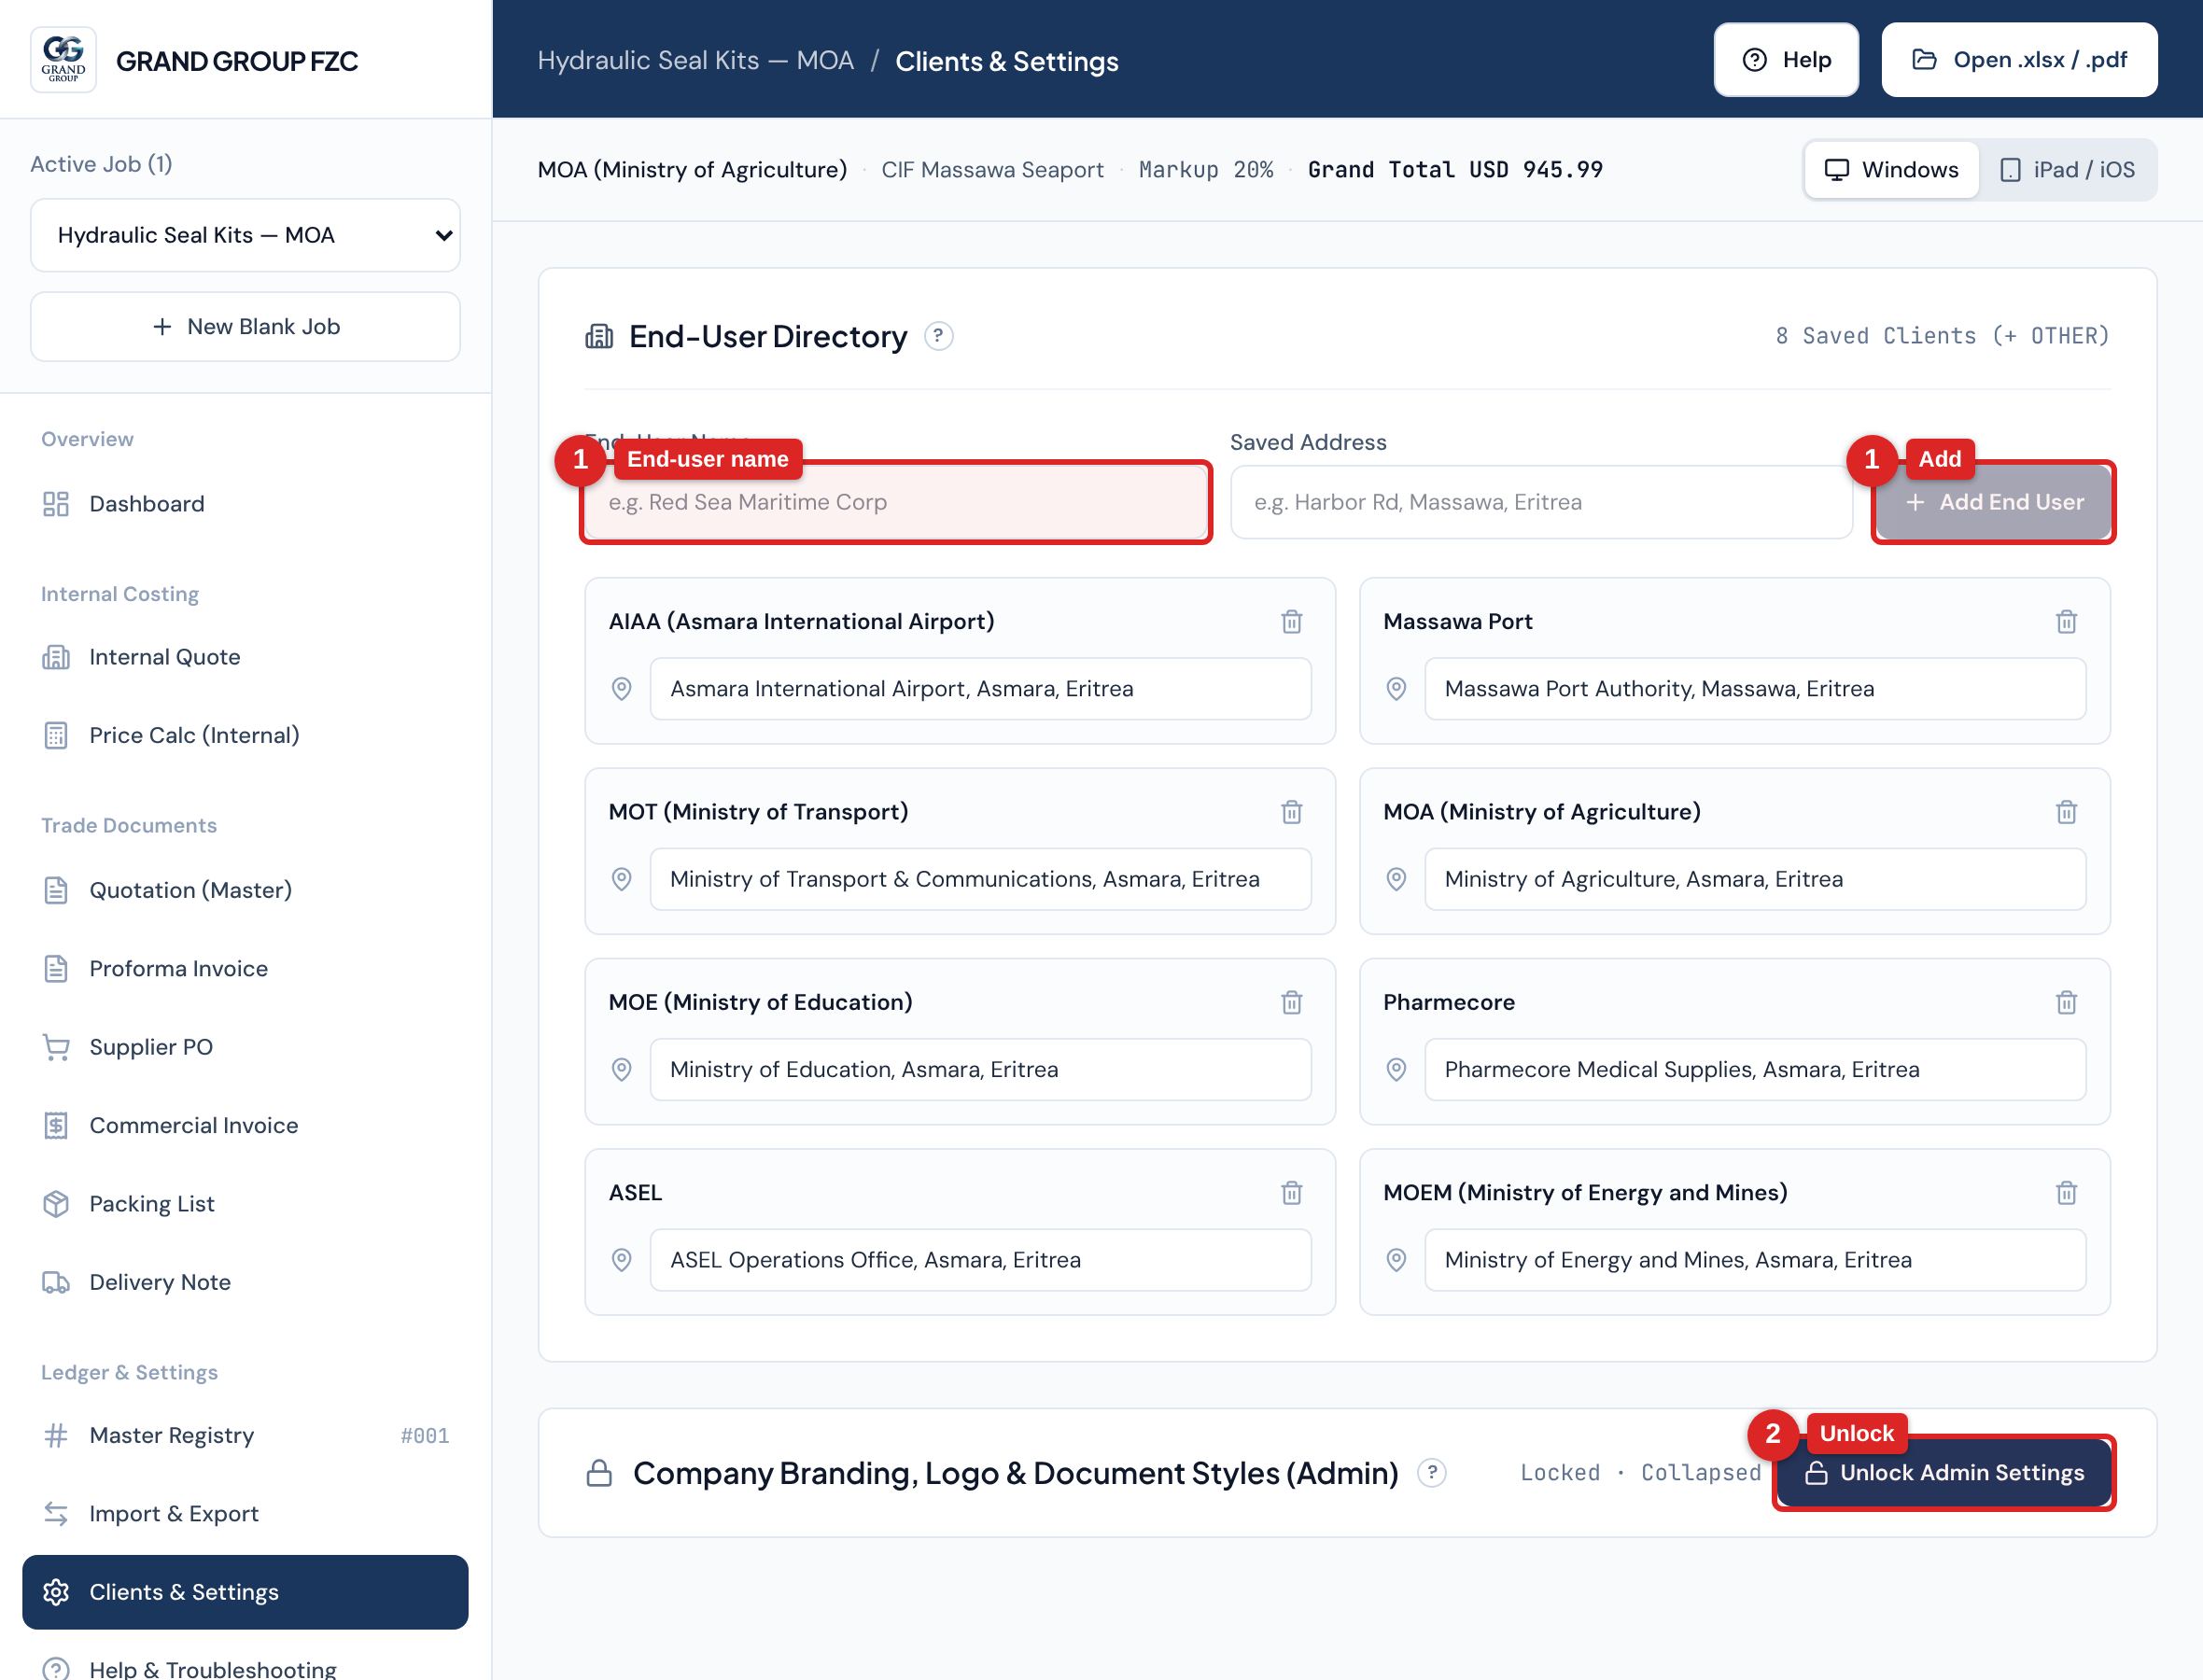 GG
GRAND
GROUP
GRAND GROUP FZC
Active Job (1)
Hydraulic Seal Kits — MOA
+ New Blank Job
Overview
Dashboard
Internal Costing
Internal Quote
Price Calc (Internal)
Trade Documents
Quotation (Master)
Proforma Invoice
Supplier PO
Commercial Invoice
Packing List
Delivery Note
Ledger & Settings
Master Registry #001
Import & Export
Clients & Settings
Help & Troubleshooting
Hydraulic Seal Kits — MOA / Clients & Settings
? Help
Open .xlsx / .pdf
MOA (Ministry of Agriculture) · CIF Massawa Seaport · Markup 20% · Grand Total USD 945.99
Windows
iPad / iOS
End-User Directory ?
8 Saved Clients (+ OTHER)
End-User Name
1 End-user name
e.g. Red Sea Maritime Corp
Saved Address
e.g. Harbor Rd, Massawa, Eritrea
1 Add
+ Add End User
AIAA (Asmara International Airport)
Asmara International Airport, Asmara, Eritrea
Massawa Port
Massawa Port Authority, Massawa, Eritrea
MOT (Ministry of Transport)
Ministry of Transport & Communications, Asmara, Eritrea
MOA (Ministry of Agriculture)
Ministry of Agriculture, Asmara, Eritrea
MOE (Ministry of Education)
Ministry of Education, Asmara, Eritrea
Pharmecore
Pharmecore Medical Supplies, Asmara, Eritrea
ASEL
ASEL Operations Office, Asmara, Eritrea
MOEM (Ministry of Energy and Mines)
Ministry of Energy and Mines, Asmara, Eritrea
Company Branding, Logo & Document Styles (Admin) ?
Locked · Collapsed
2 Unlock
Unlock Admin Settings